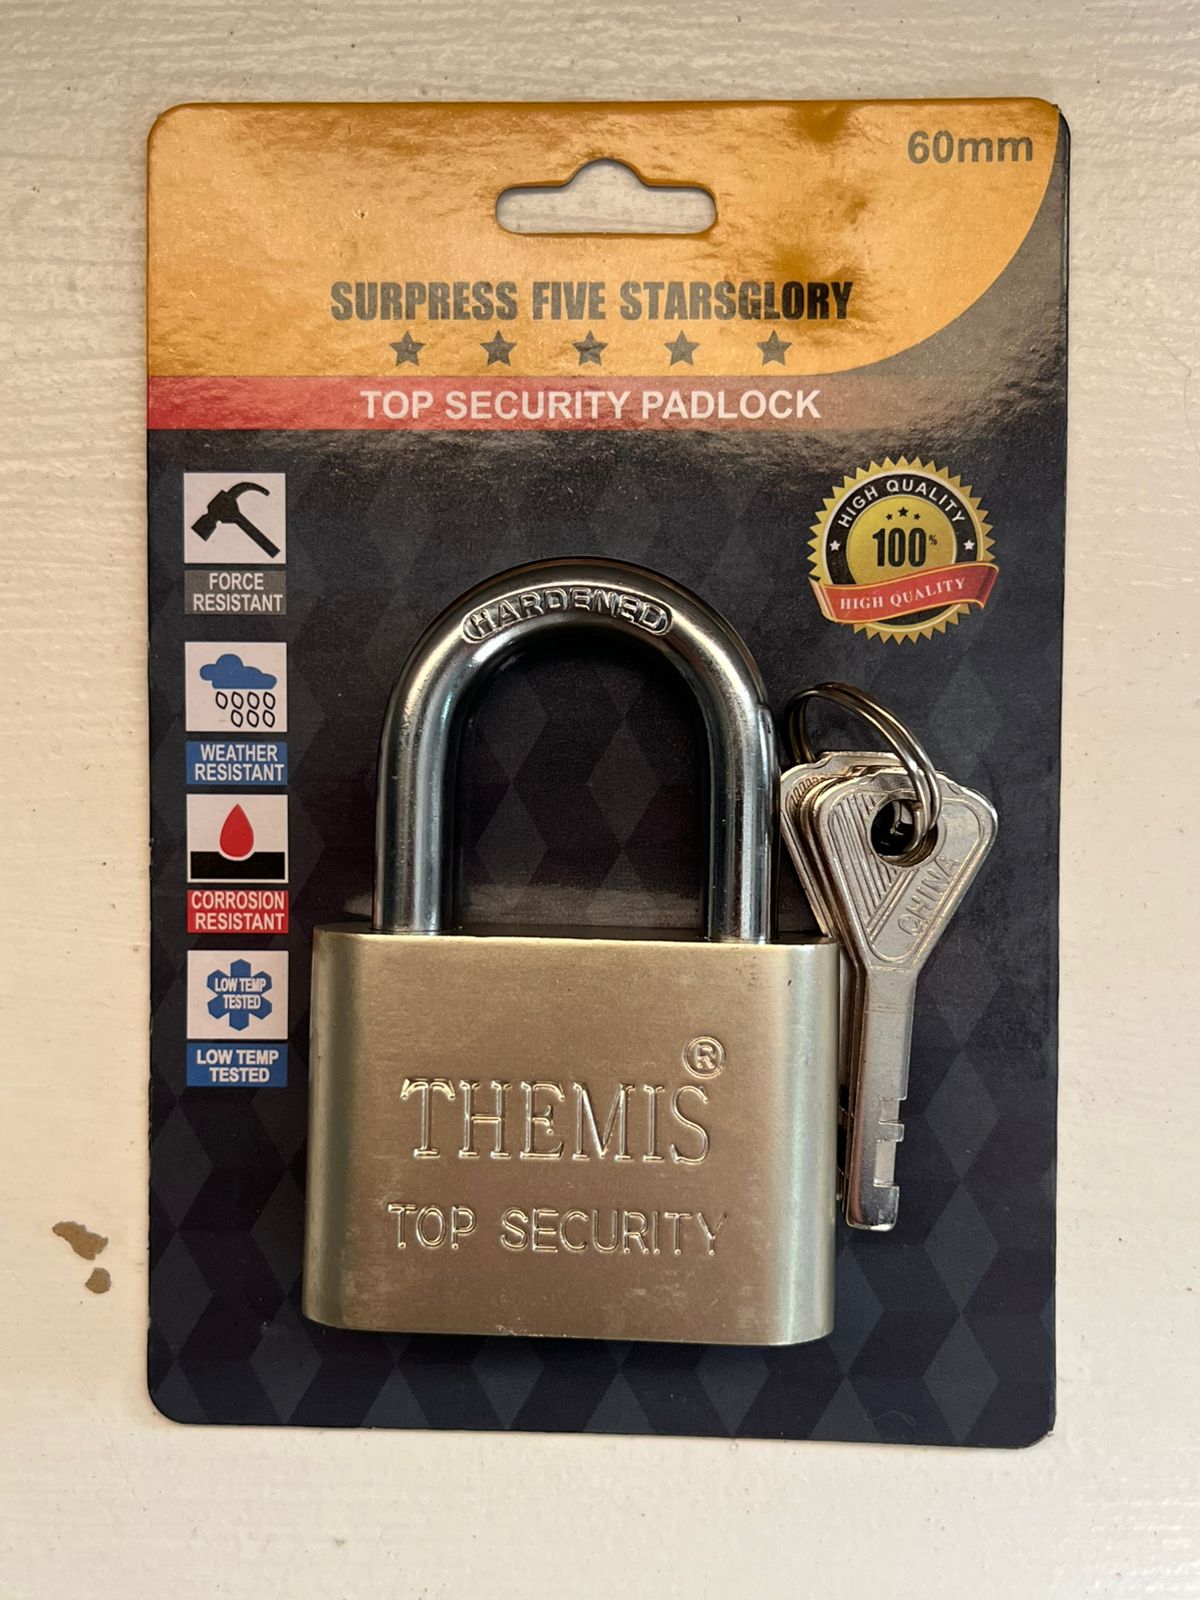 60mm
SURPRESS FIVE STARSGLORY
TOP SECURITY PADLOCK
FORCE
RESISTANT
WEATHER
RESISTANT
CORROSION
RESISTANT
LOW TEMP
TESTED
LOW TEMP
TESTED
HIGH QUALITY
100%
HIGH QUALITY
HARDENED
CHINA
THEMIS®
TOP SECURITY